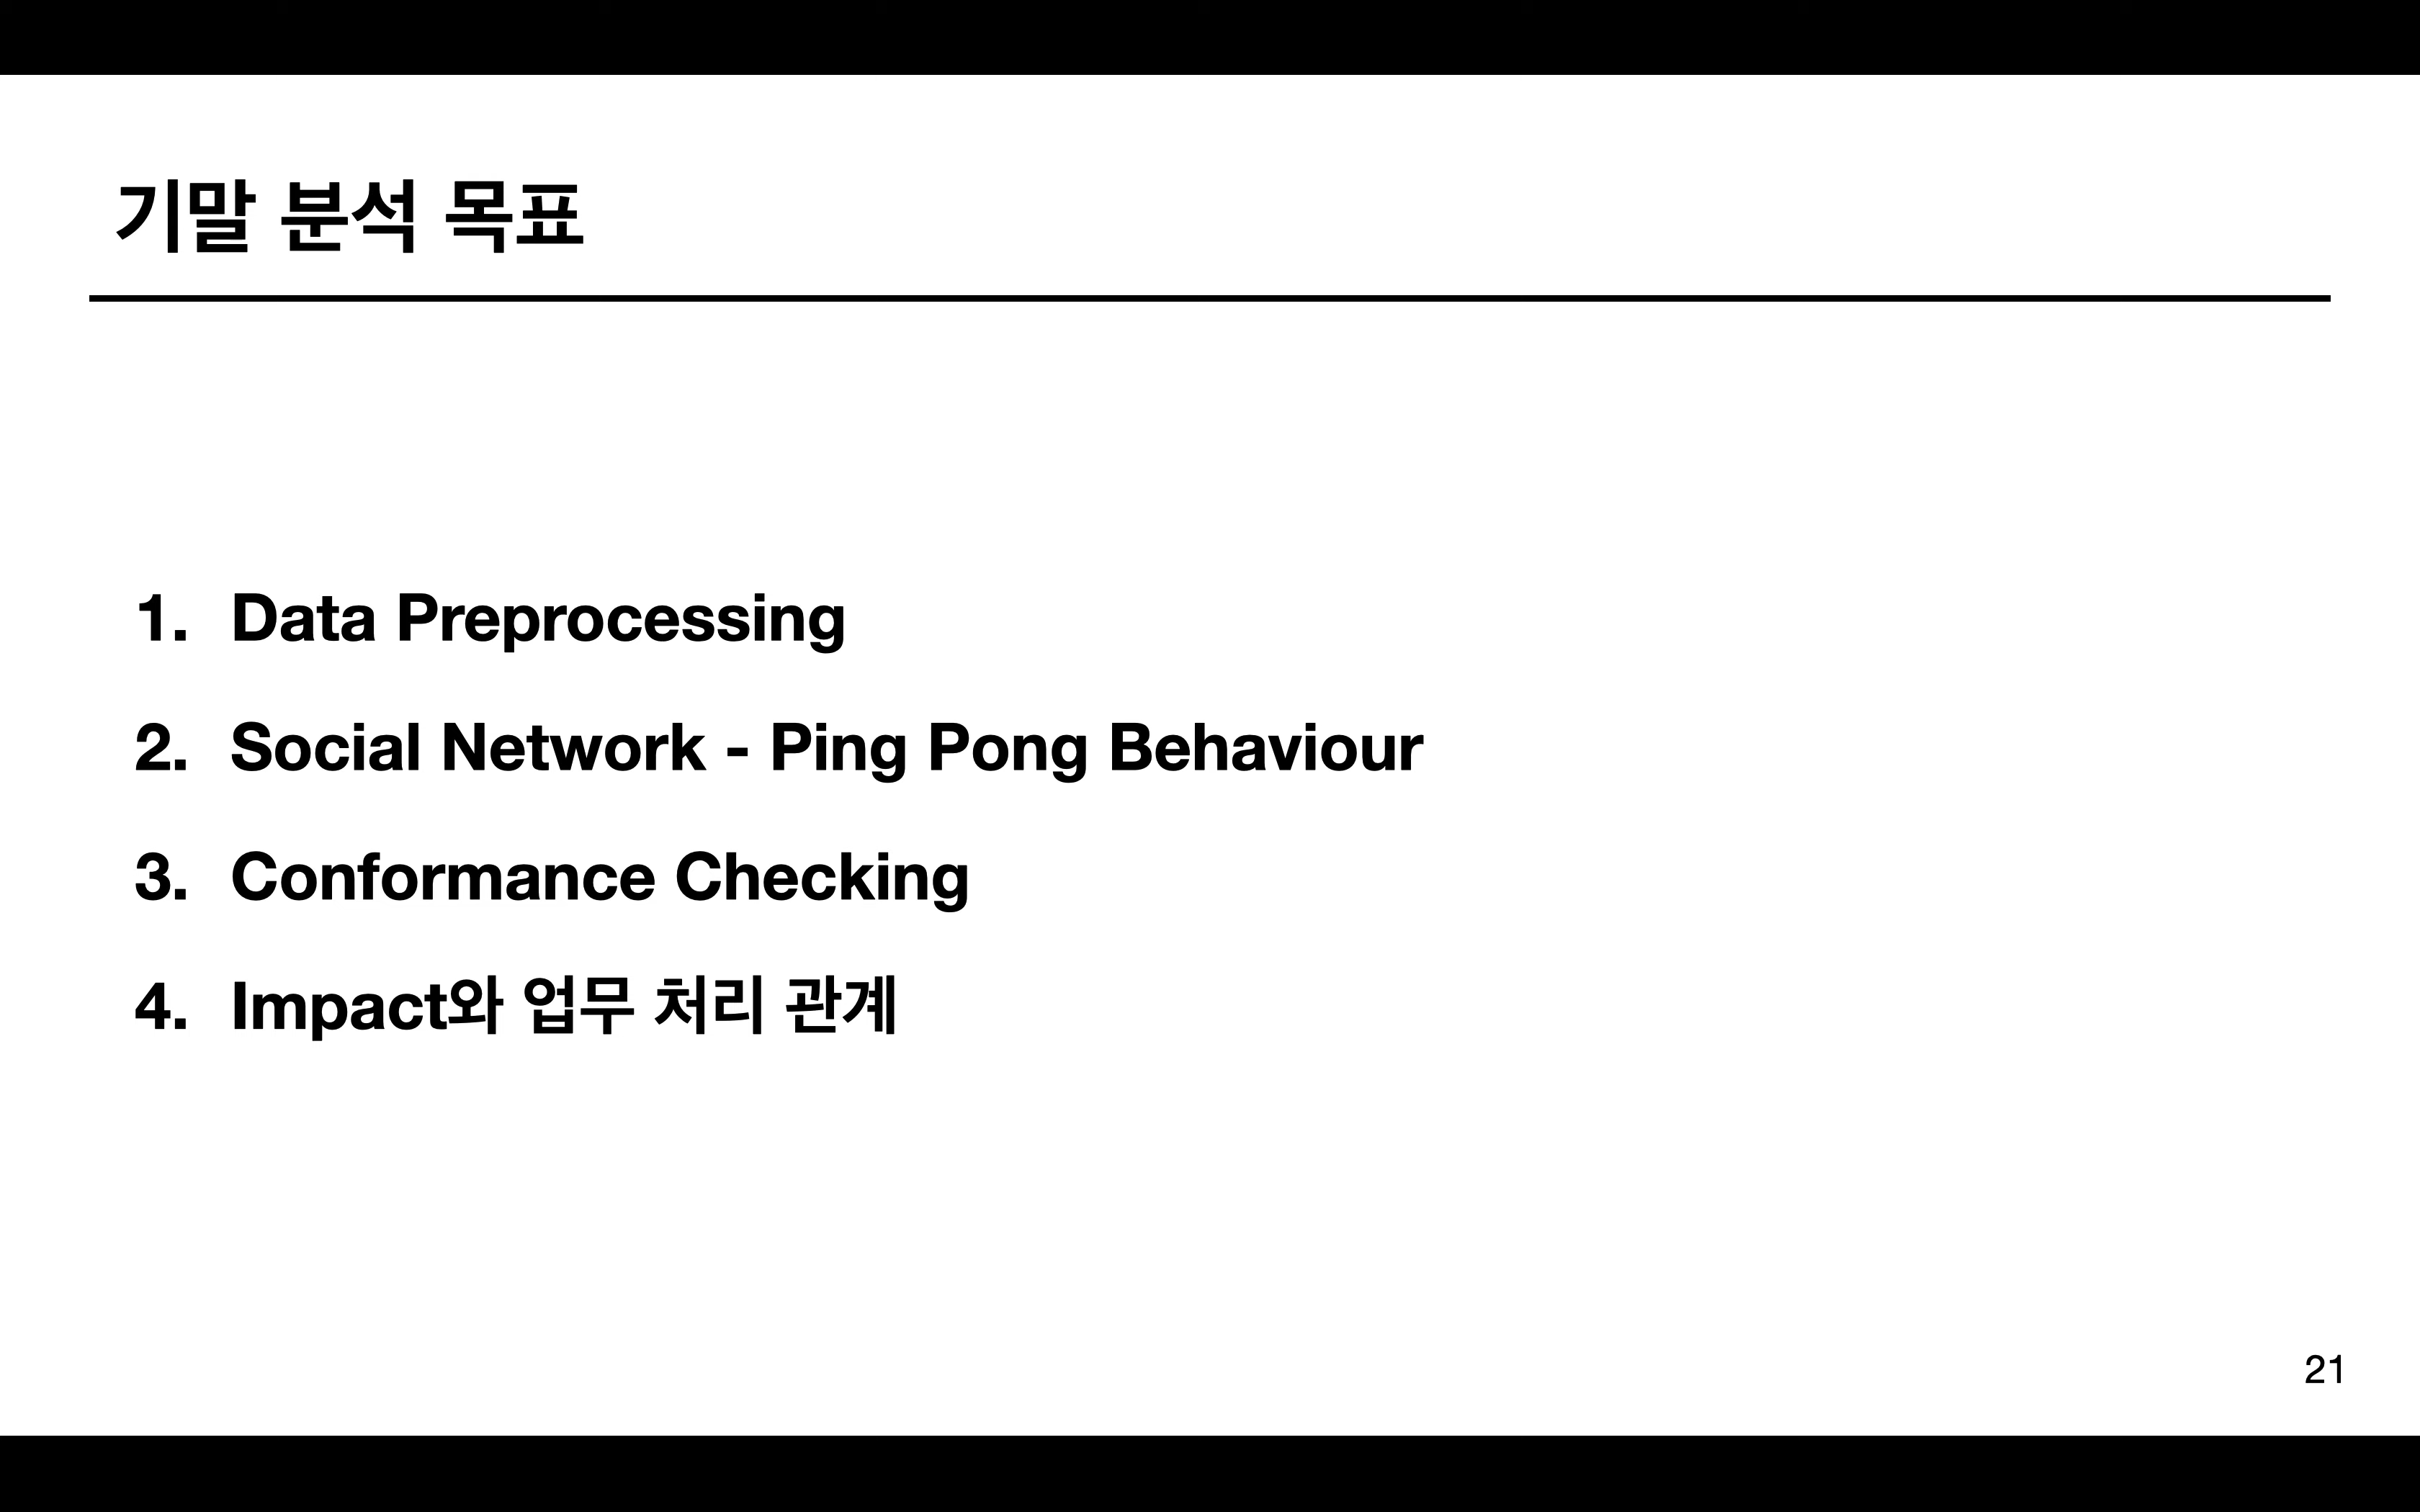 기말 분석 목표
1. Data Preprocessing
2. Social Network - Ping Pong Behaviour
3. Conformance Checking
4. Impact와 업무 처리 관계
21